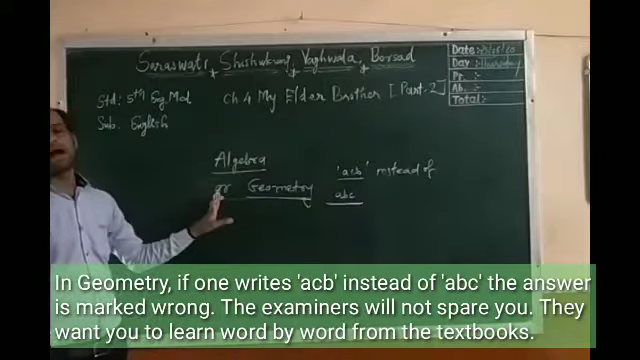 Saraswati Shishukunj Vaghwala, Borsad
Date:-
Day :- Thursday
Pr. :-
Ab. :-
Total:-
Std: 5th Eng. Md
Sub. English
Ch 4 My Elder Brother [Part-2]
Algebra
or Geometry
'acb' instead of
abc
In Geometry, if one writes 'acb' instead of 'abc' the answer
is marked wrong. The examiners will not spare you. They
want you to learn word by word from the textbooks.